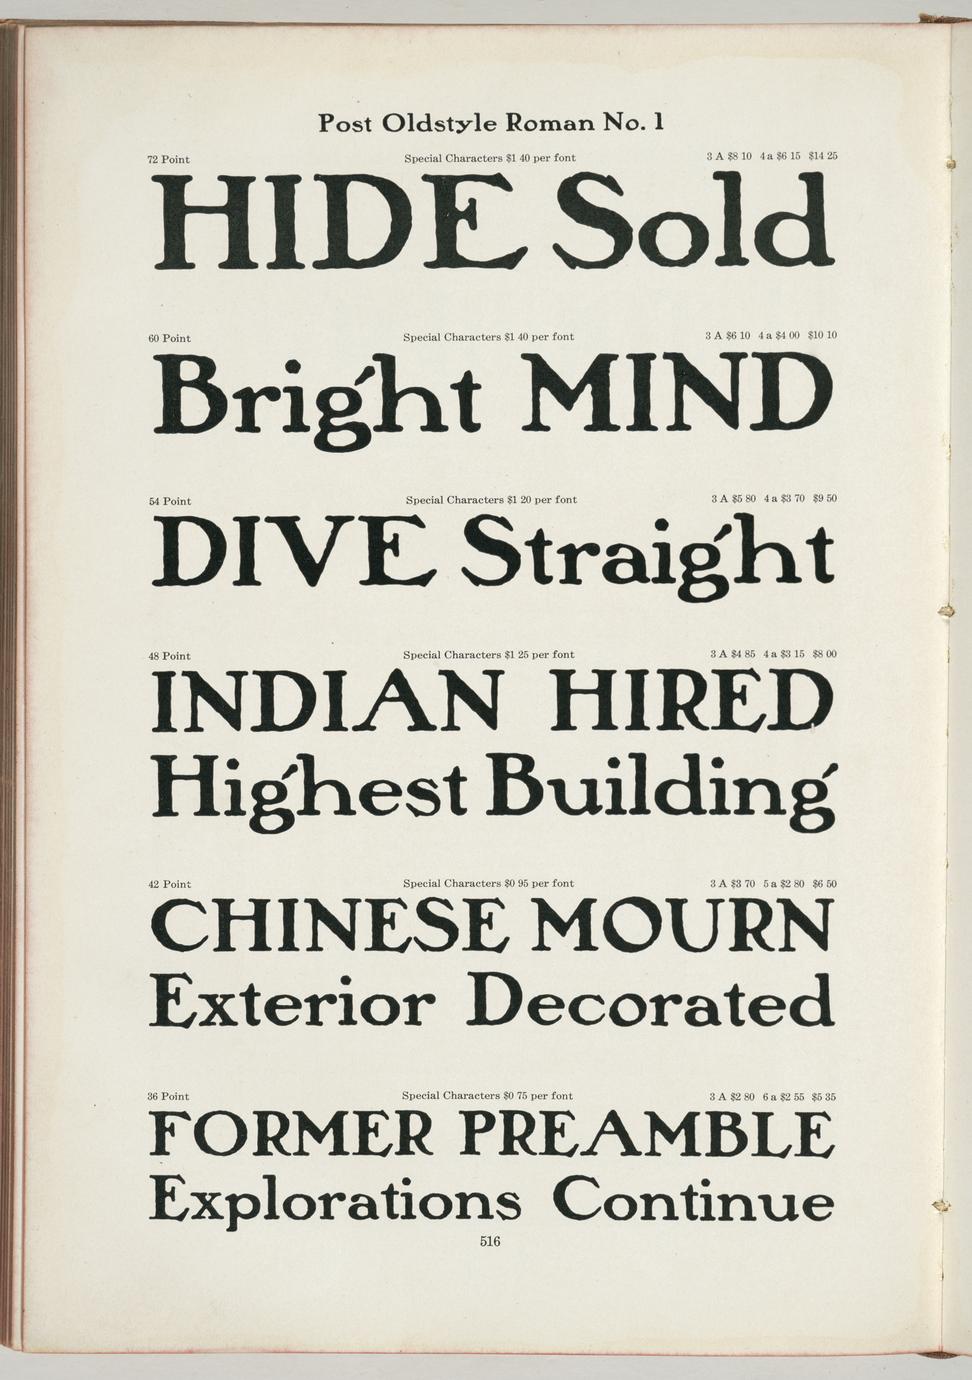 Post Oldstyle Roman No. 1
72 Point Special Characters $1 40 per font 3 A $8 10 4 a $6 15 $14 25
HIDE Sold
60 Point Special Characters $1 40 per font 3 A $6 10 4 a $4 00 $10 10
Bright MIND
54 Point Special Characters $1 20 per font 3 A $5 80 4 a $3 70 $9 50
DIVE Straight
48 Point Special Characters $1 25 per font 3 A $4 85 4 a $3 15 $8 00
INDIAN HIRED
Highest Building
42 Point Special Characters $0 95 per font 3 A $3 70 5 a $2 80 $6 50
CHINESE MOURN
Exterior Decorated
36 Point Special Characters $0 75 per font 3 A $2 80 6 a $2 55 $5 35
FORMER PREAMBLE
Explorations Continue
516